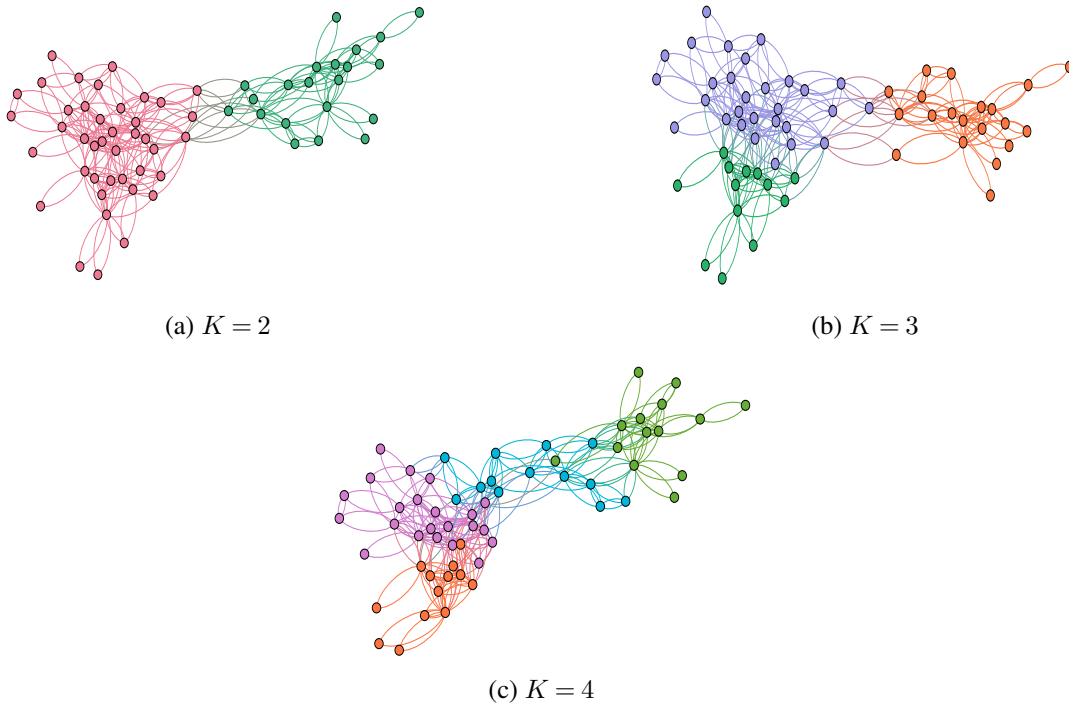 (a) K = 2
(b) K = 3
(c) K = 4